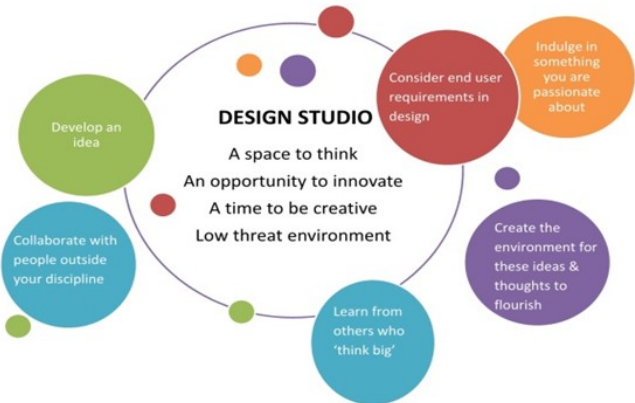 DESIGN STUDIO
A space to think
An opportunity to innovate
A time to be creative
Low threat environment
Develop an
idea
Collaborate with
people outside
your discipline
Consider end user
requirements in
design
Indulge in
something
you are
passionate
about
Create the
environment for
these ideas &
thoughts to
flourish
Learn from
others who
‘think big’